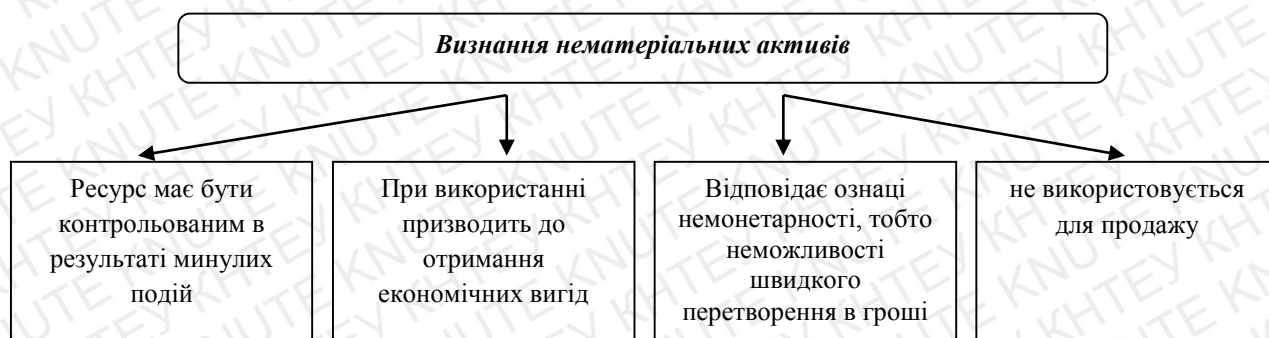 Визнання нематеріальних активів
Ресурс має бути
контрольованим в
результаті минулих
подій
При використанні
призводить до
отримання
економічних вигід
Відповідає ознаці
немонетарності, тобто
неможливості
швидкого
перетворення в гроші
не використовується
для продажу